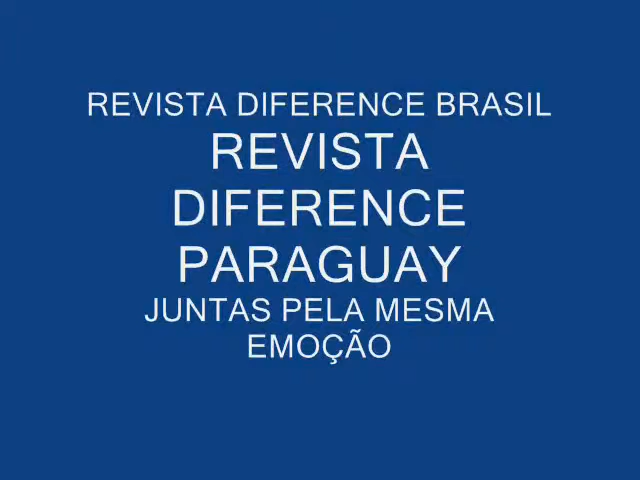 REVISTA DIFERENCE BRASIL
REVISTA
DIFERENCE
PARAGUAY
JUNTAS PELA MESMA
EMOÇÃO